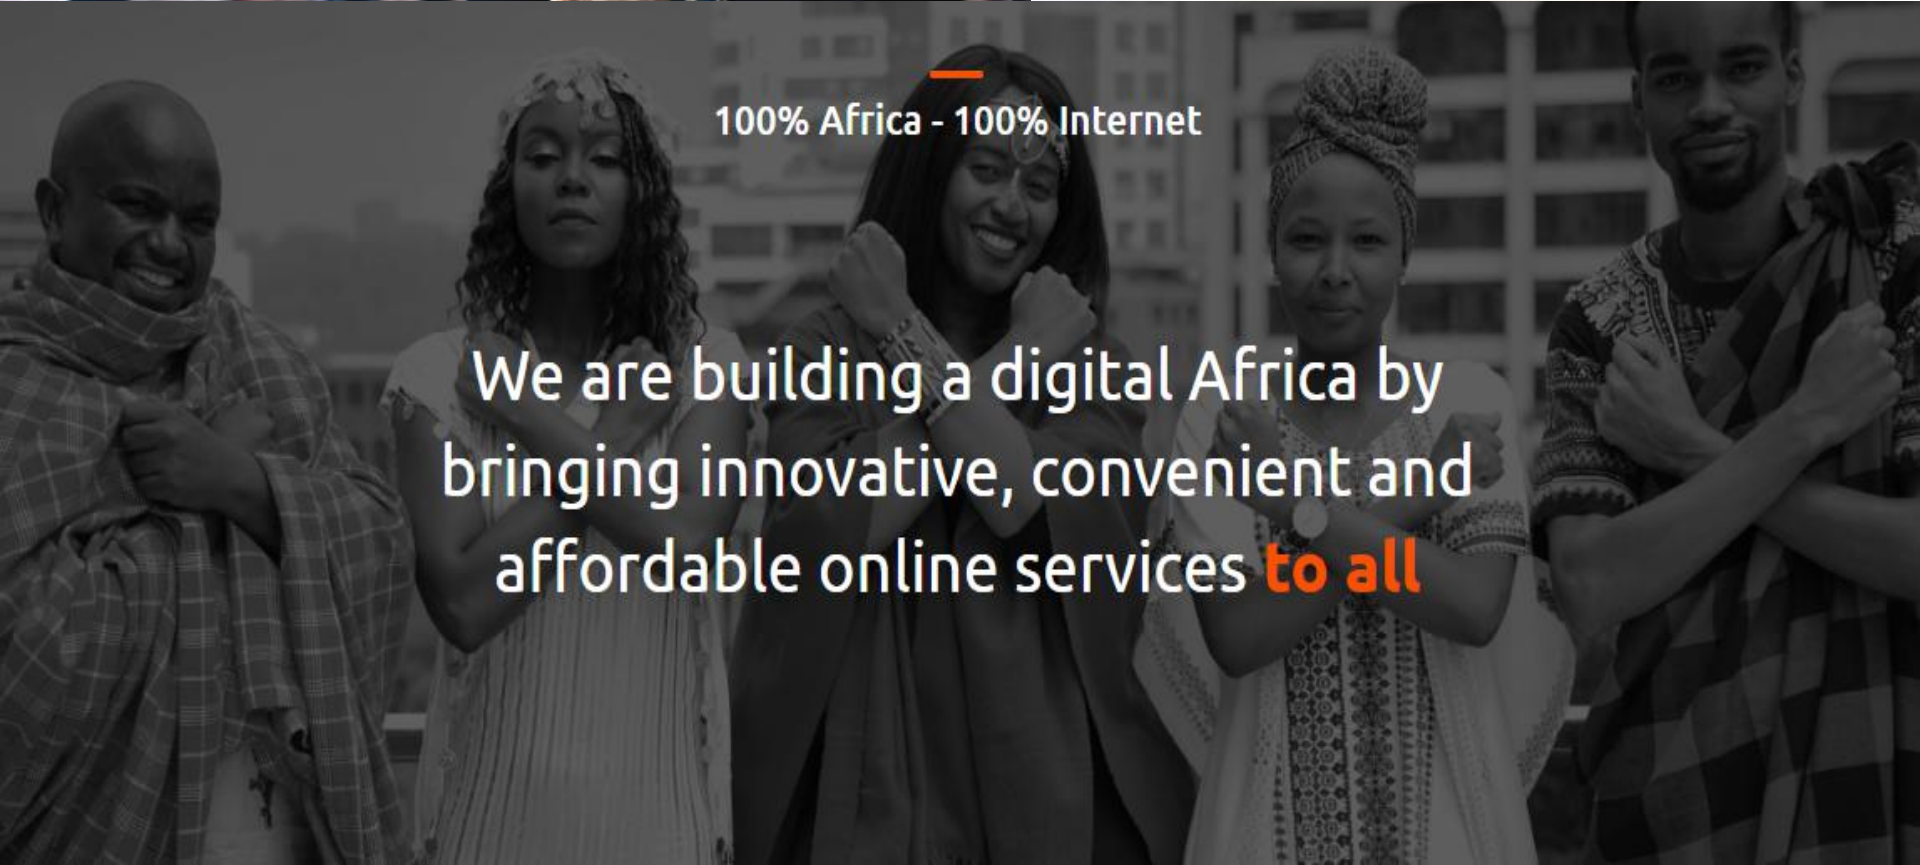 100% Africa - 100% Internet
We are building a digital Africa by
bringing innovative, convenient and
affordable online services to all